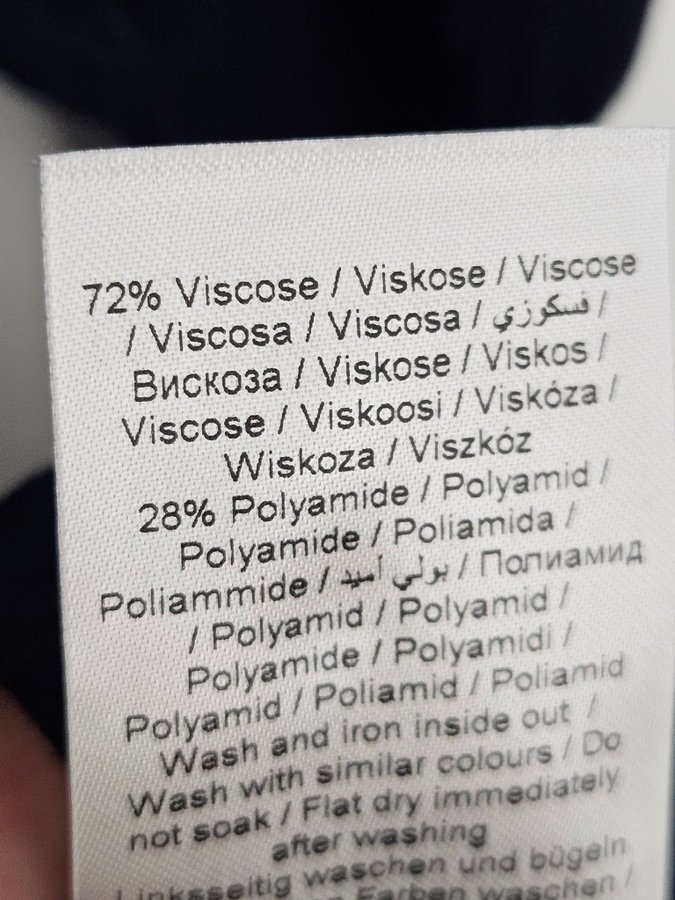 72% Viscose / Viskose / Viscose
/ Viscosa / Viscosa / فسكوزي /
Вискоза / Viskose / Viskos /
Viscose / Viskoosi / Viskóza /
Wiskoza / Viszkóz
28% Polyamide / Polyamid /
Polyamide / Poliamida /
Poliammide / بولي أميد / Полиамид
/ Polyamid / Polyamid /
Polyamide / Polyamidi /
Polyamid / Poliamid / Poliamid
Wash and iron inside out /
Wash with similar colours / Do
not soak / Flat dry immediately
after washing
Linksseitig waschen und bügeln
Farben waschen /